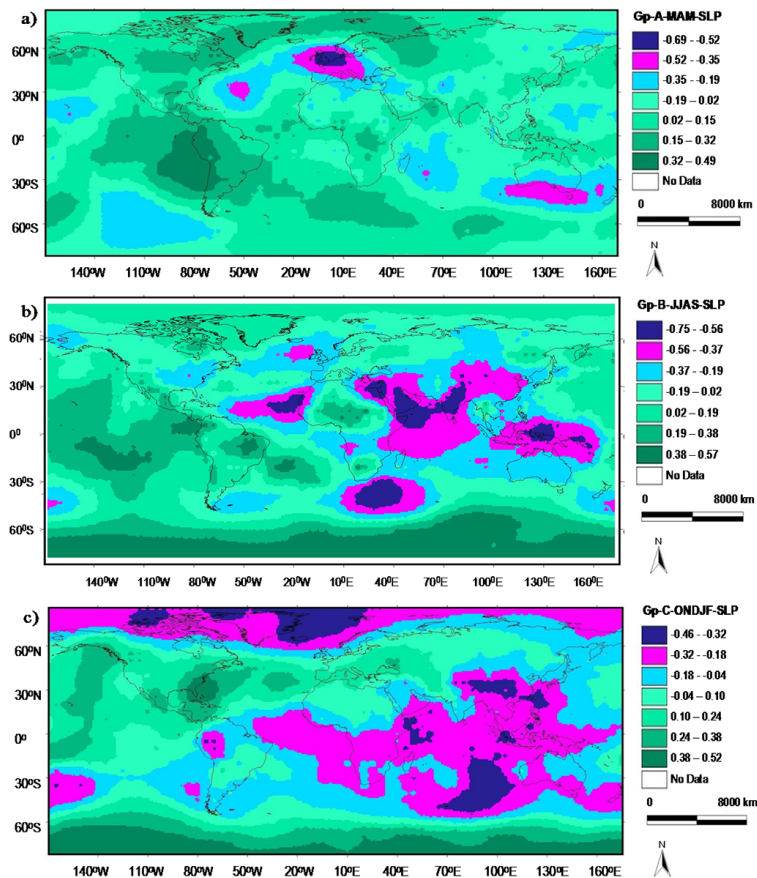 a)
60ºN
30ºN
0º
30ºS
60ºS
140ºW 110ºW 80ºW 50ºW 20ºW 10ºE 40ºE 70ºE 100ºE 130ºE 160ºE
Gp-A-MAM-SLP
-0.69 - -0.52
-0.52 - -0.35
-0.35 - -0.19
-0.19 – 0.02
0.02 – 0.15
0.15 – 0.32
0.32 – 0.49
No Data
0 8000 km
N
b)
60ºN
30ºN
0ºN
30ºS
60ºS
140ºW 110ºW 80ºW 50ºW 20ºW 10ºE 40ºE 70ºE 100ºE 130ºE 160ºE
Gp-B-JJAS-SLP
-0.75 - -0.56
-0.56 - -0.37
-0.37 - -0.19
-0.19 – 0.02
0.02 – 0.19
0.19 – 0.38
0.38 – 0.57
No Data
0 8000 km
N
c)
60ºN
30ºN
0º
30ºS
60ºS
140ºW 110ºW 80ºW 50ºW 20ºW 10ºE 40ºE 70ºE 100ºE 130ºE 160ºE
Gp-C-ONDJF-SLP
-0.46 - -0.32
-0.32 - -0.18
-0.18 - -0.04
-0.04 – 0.10
0.10 – 0.24
0.24 – 0.38
0.38 – 0.52
No Data
0 8000 km
N